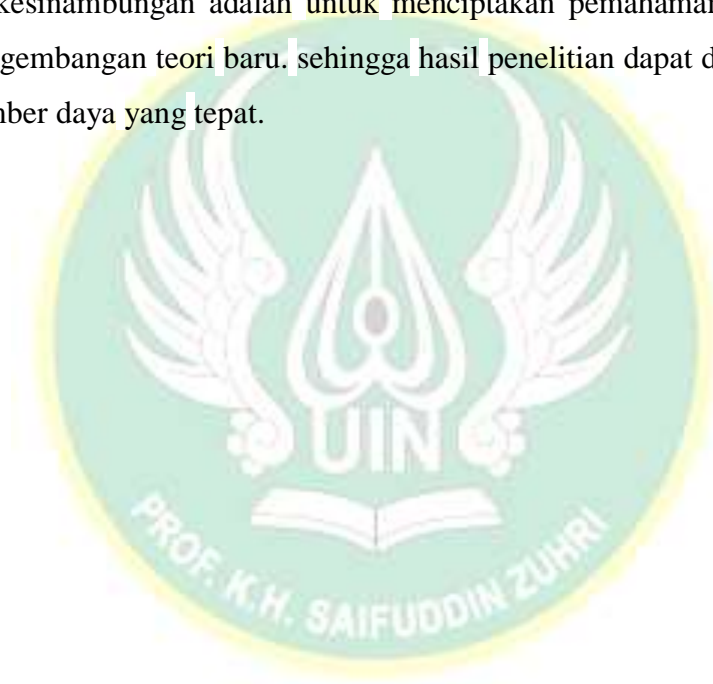 kesinambungan adalah untuk menciptakan pemahaman
gembangan teori baru. sehingga hasil penelitian dapat d
ber daya yang tepat.
UIN
PROF. K.H. SAIFUDDIN ZUHRI